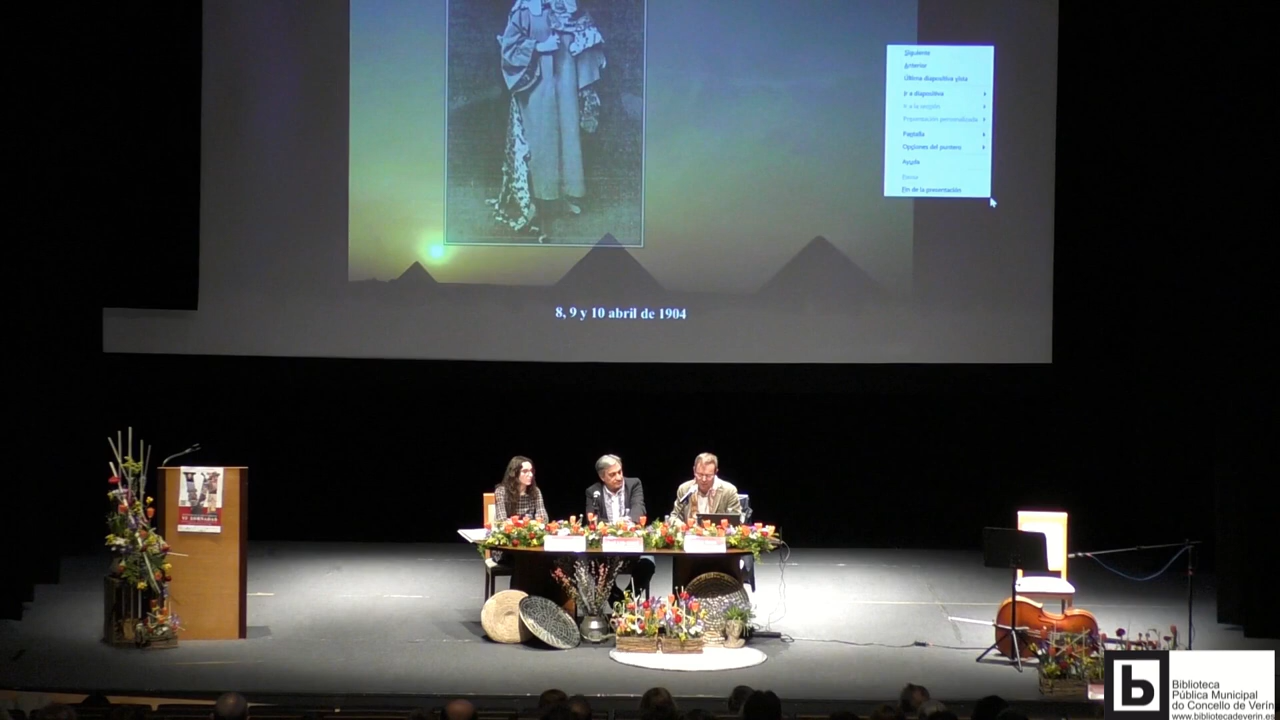 Siguiente
Anterior
Última diapositiva vista
Ir a diapositiva
Ir a la sección
Presentación personalizada
Pantalla
Opciones del puntero
Ayuda
Pausa
Fin de la presentación
8, 9 y 10 abril de 1904
VI
b
Biblioteca
Pública Municipal
do Concello de Verín
www.bibliotecadeverin.es